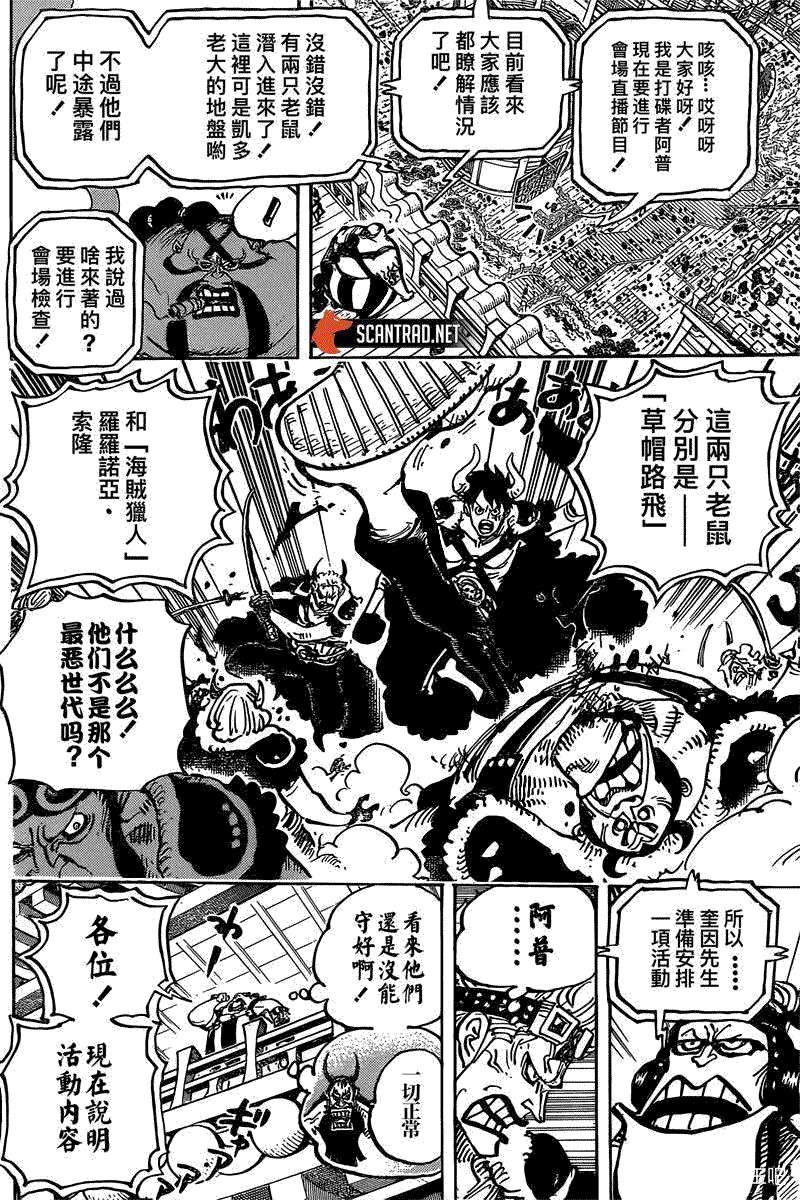 咳咳…哎呀呀
大家好呀！
我是打碟者阿普
現在要進行
會場直播節目！
目前看來
大家應該
都瞭解情況
了吧！
沒錯沒錯！
有兩只老鼠
潛入進來了！
這裡可是凱多
老大的地盤喲
不過他們
中途暴露
了呢！
！
我說過
啥來著的？
要進行
會場檢查！
SCANTRAD.NET
這兩只老鼠
分別是——
「草帽路飛」
和「海賊獵人」
羅羅諾亞・
索隆
什么么么！
他们不是那个
最恶世代吗？
所以……
奎因先生
準備安排
一項活動
阿普
……
看來他們
還是沒能
守好啊！
一切正常
各位！
現在說明
活動內容